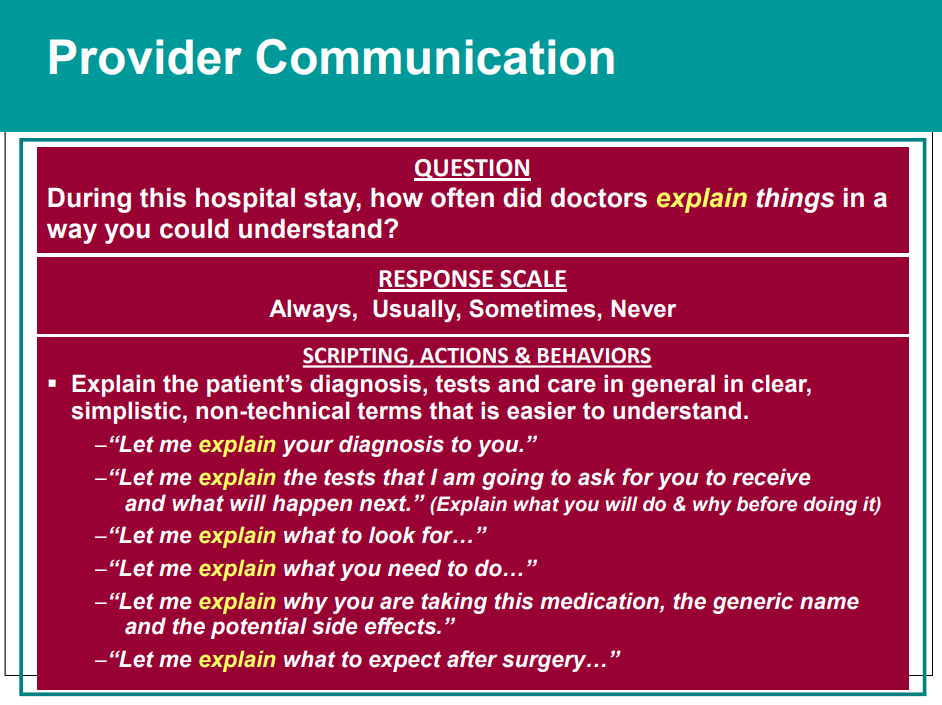 Provider Communication
QUESTION
During this hospital stay, how often did doctors explain things in a
way you could understand?
RESPONSE SCALE
Always,  Usually, Sometimes, Never
SCRIPTING, ACTIONS & BEHAVIORS
▪ Explain the patient’s diagnosis, tests and care in general in clear,
simplistic, non-technical terms that is easier to understand.
–“Let me explain your diagnosis to you.”
–“Let me explain the tests that I am going to ask for you to receive
and what will happen next.” (Explain what you will do & why before doing it)
–“Let me explain what to look for…”
–“Let me explain what you need to do…”
–“Let me explain why you are taking this medication, the generic name
and the potential side effects.”
–“Let me explain what to expect after surgery…”